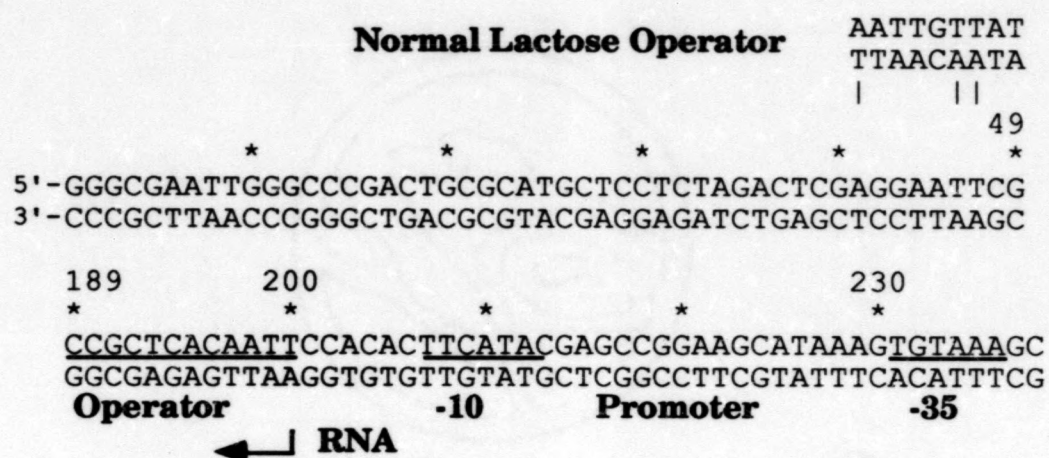 Normal Lactose Operator AATTGTTAT
TTAACAATA
| ||
49
* * * * *
5'-GGGCGAATTGGGCCCGACTGCGCATGCTCCTCTAGACTCGAGGAATTCG
3'-CCCGCTTAACCCGGGCTGACGCGTACGAGGAGATCTGAGCTCCTTAAGC
189 200 230
* * * * *
CCGCTCACAATTCCACACTTCATACGAGCCGGAAGCATAAAGTGTAAAGC
GGCGAGAGTTAAGGTGTGTTGTATGCTCGGCCTTCGTATTTCACATTTCG
Operator -10 Promoter -35
RNA